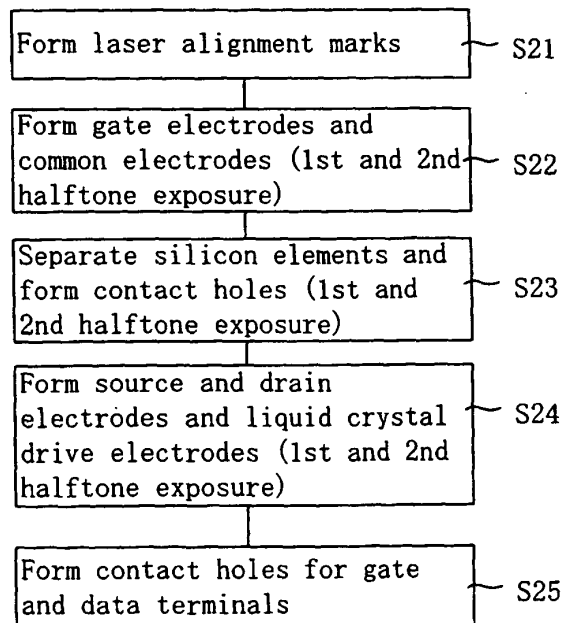 Form laser alignment marks
S21
Form gate electrodes and
common electrodes (1st and 2nd
halftone exposure)
S22
Separate silicon elements and
form contact holes (1st and
2nd halftone exposure)
S23
Form source and drain
electrodes and liquid crystal
drive electrodes (1st and 2nd
halftone exposure)
S24
Form contact holes for gate
and data terminals
S25